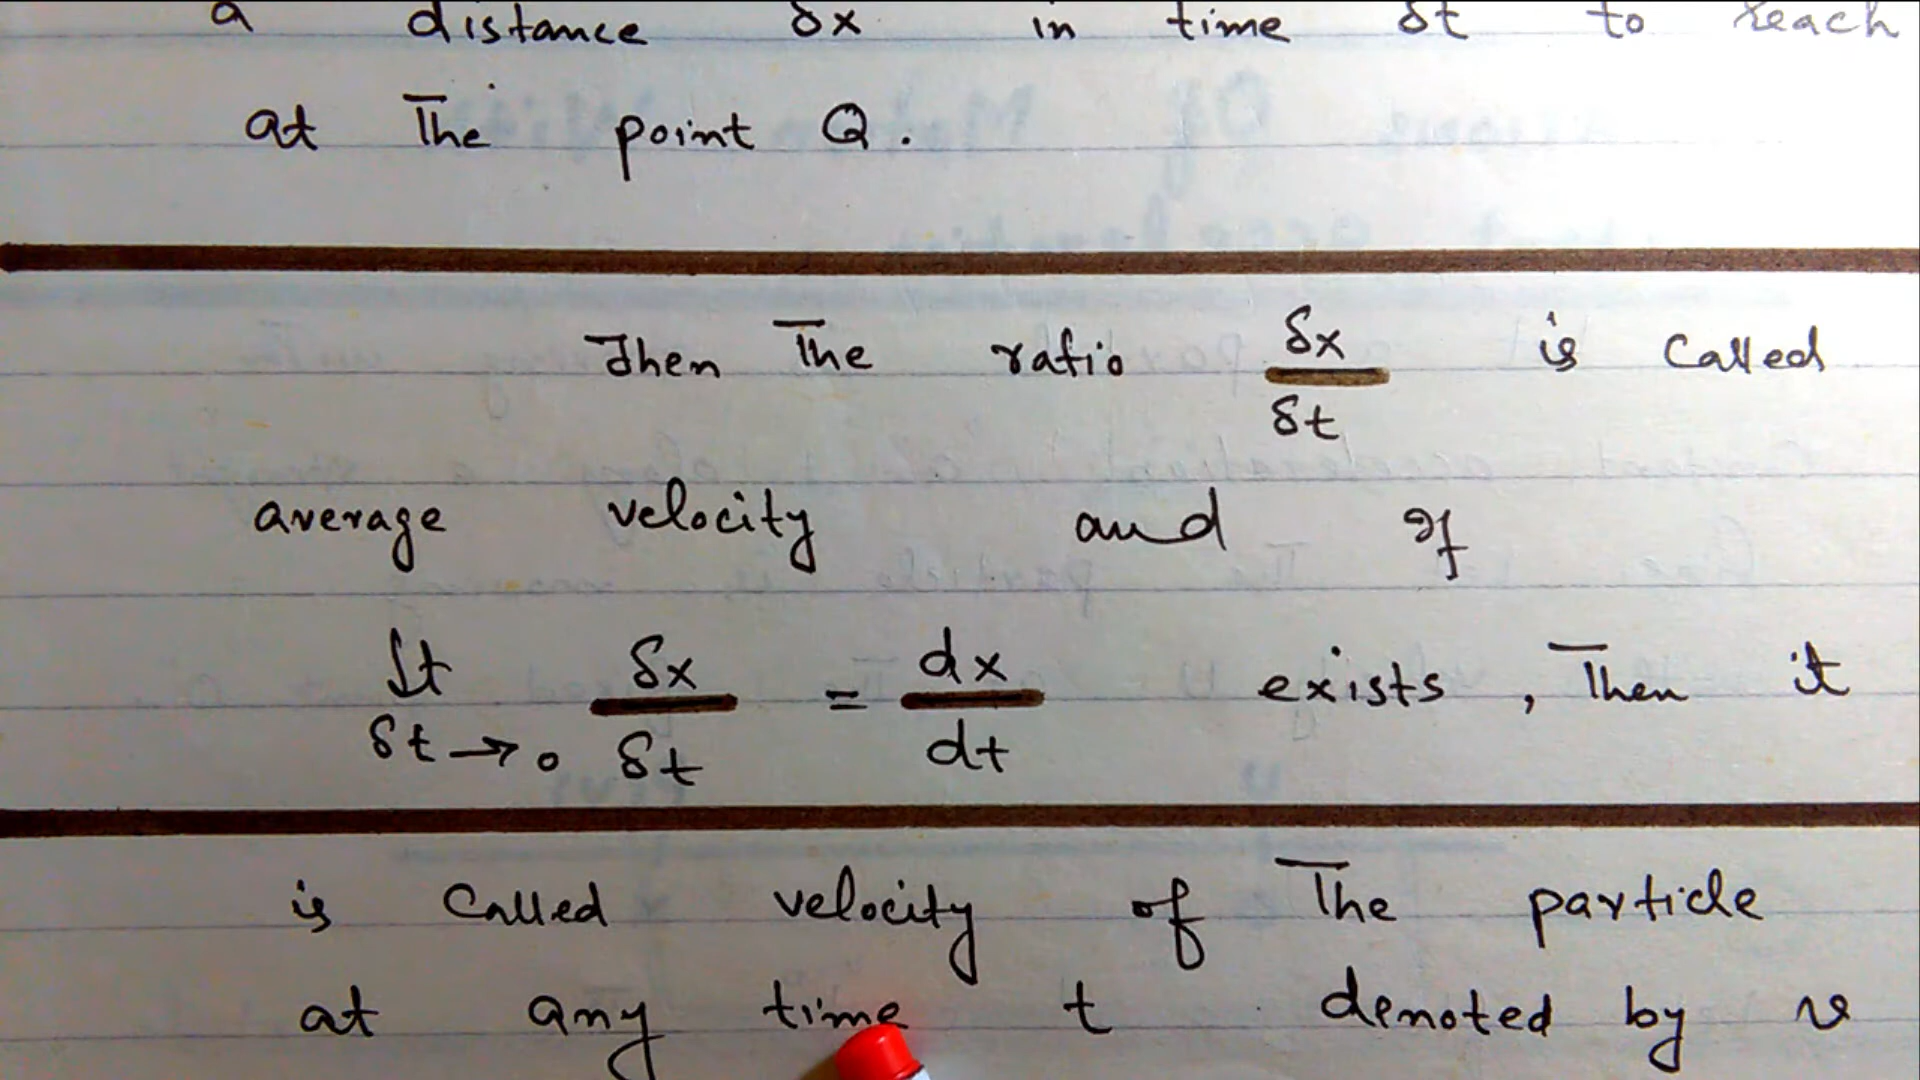 a distance δx in time δt to reach
at The point Q.
Then The ratio δx/δt is called
average velocity and if
lt δt→0 δx/δt = dx/dt exists, Then it
is called velocity of The particle
at any time t denoted by v